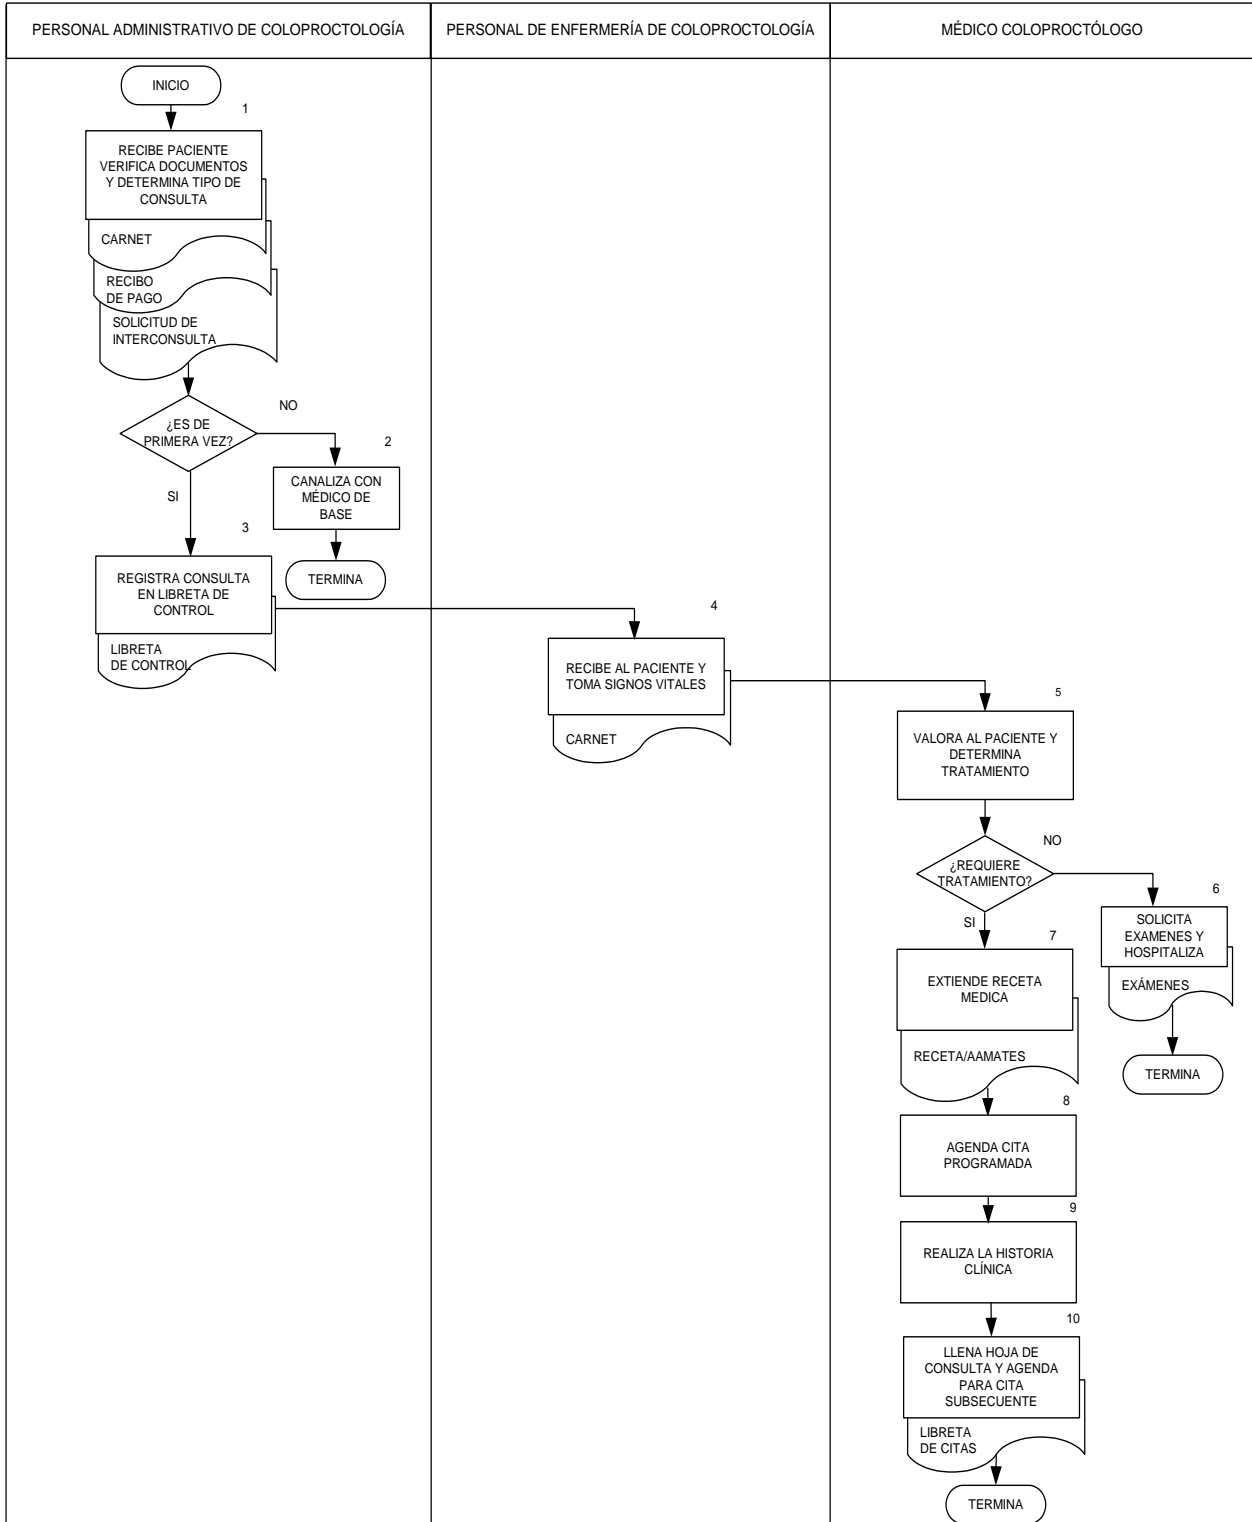 PERSONAL ADMINISTRATIVO DE COLOPROCTOLOGÍA
PERSONAL DE ENFERMERÍA DE COLOPROCTOLOGÍA
MÉDICO COLOPROCTÓLOGO
INICIO
1
RECIBE PACIENTE
VERIFICA DOCUMENTOS
Y DETERMINA TIPO DE
CONSULTA
CARNET
RECIBO
DE PAGO
SOLICITUD DE
INTERCONSULTA
¿ES DE
PRIMERA VEZ?
NO
SI
2
CANALIZA CON
MÉDICO DE
BASE
TERMINA
3
REGISTRA CONSULTA
EN LIBRETA DE
CONTROL
LIBRETA
DE CONTROL
4
RECIBE AL PACIENTE Y
TOMA SIGNOS VITALES
CARNET
5
VALORA AL PACIENTE Y
DETERMINA
TRATAMIENTO
¿REQUIERE
TRATAMIENTO?
NO
SI
6
SOLICITA
EXAMENES Y
HOSPITALIZA
EXÁMENES
TERMINA
7
EXTIENDE RECETA
MEDICA
RECETA/AAMATES
8
AGENDA CITA
PROGRAMADA
9
REALIZA LA HISTORIA
CLÍNICA
10
LLENA HOJA DE
CONSULTA Y AGENDA
PARA CITA
SUBSECUENTE
LIBRETA
DE CITAS
TERMINA